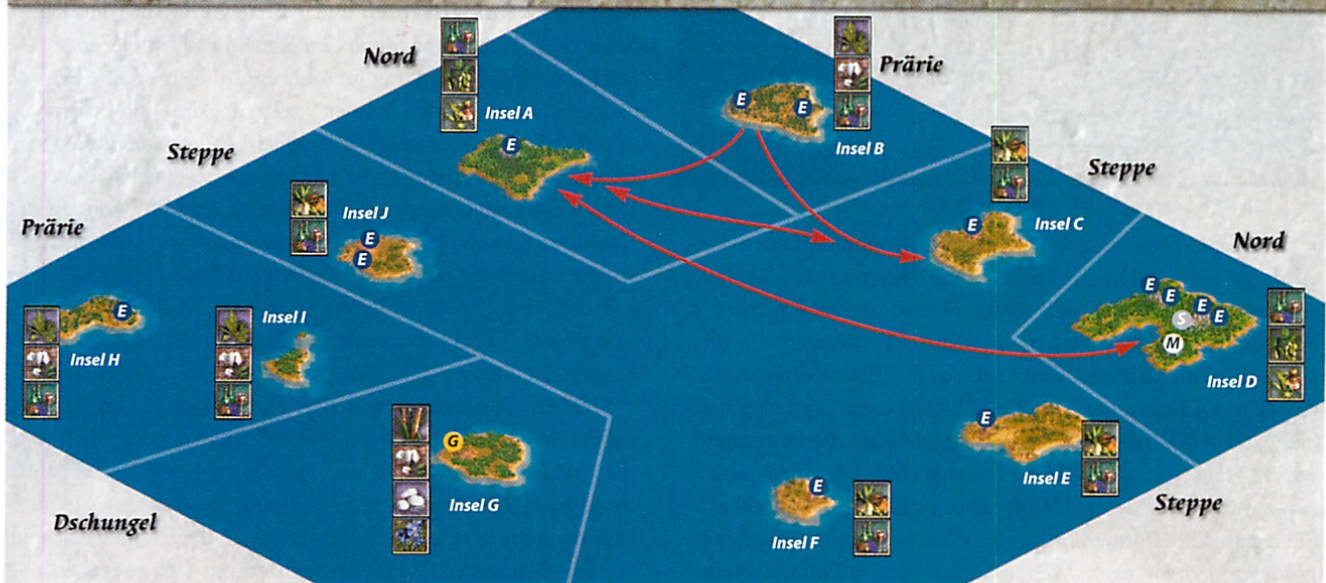 Nord
Prärie
Insel A
E
E
E
Insel B
Steppe
Steppe
Insel J
E
E
E
Insel C
Prärie
Nord
E
Insel H
Insel I
E
E
E
E
S
M
Insel D
G
Insel G
E
Insel E
E
Insel F
Dschungel
Steppe